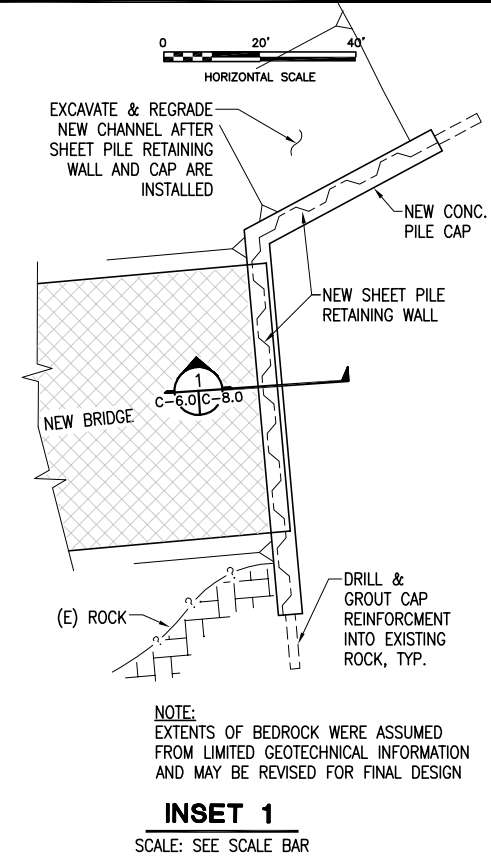 0' 20' 40'
HORIZONTAL SCALE
EXCAVATE & REGRADE
NEW CHANNEL AFTER
SHEET PILE RETAINING
WALL AND CAP ARE
INSTALLED
NEW CONC.
PILE CAP
NEW SHEET PILE
RETAINING WALL
1
C-6.0 C-8.0
NEW BRIDGE
?
?
?
(E) ROCK
DRILL &
GROUT CAP
REINFORCMENT
INTO EXISTING
ROCK, TYP.
NOTE:
EXTENTS OF BEDROCK WERE ASSUMED
FROM LIMITED GEOTECHNICAL INFORMATION
AND MAY BE REVISED FOR FINAL DESIGN
INSET 1
SCALE: SEE SCALE BAR